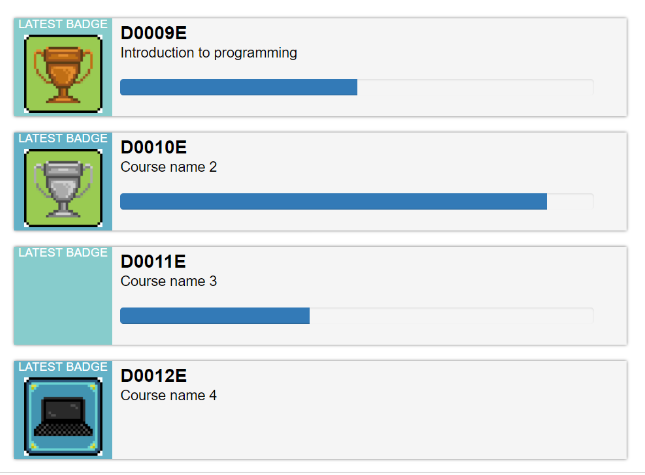 LATEST BADGE
D0009E
Introduction to programming
LATEST BADGE
D0010E
Course name 2
LATEST BADGE
D0011E
Course name 3
LATEST BADGE
D0012E
Course name 4